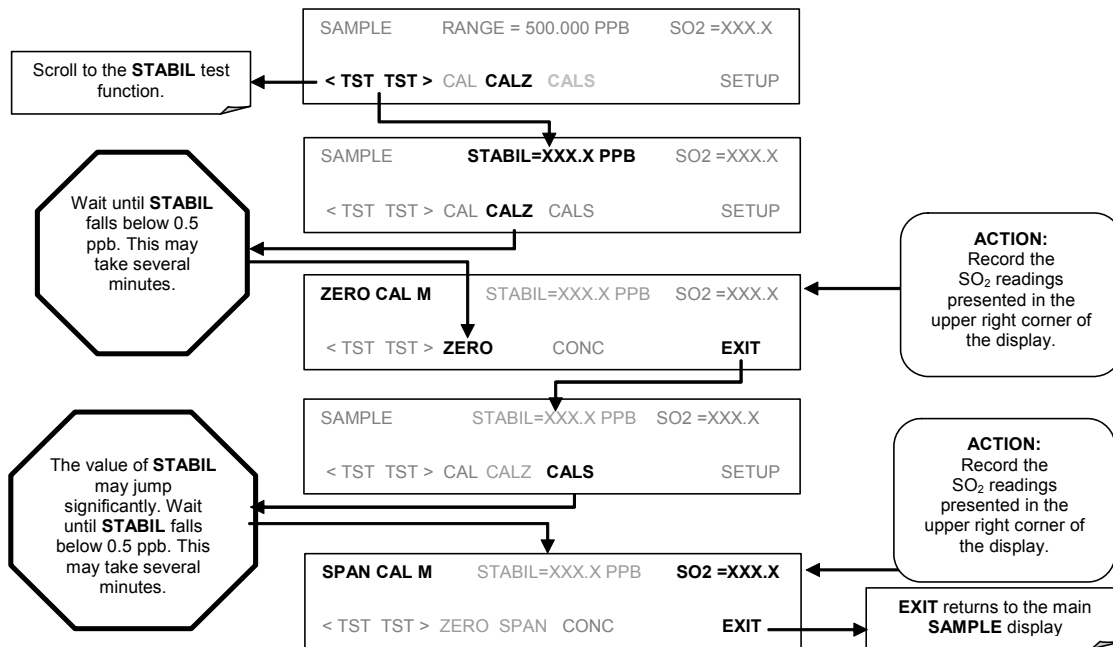 SAMPLE RANGE = 500.000 PPB SO2 =XXX.X
< TST TST > CAL CALZ CALS SETUP
Scroll to the STABIL test
function.
SAMPLE STABIL=XXX.X PPB SO2 =XXX.X
< TST TST > CAL CALZ CALS SETUP
Wait until STABIL
falls below 0.5
ppb. This may
take several
minutes.
ZERO CAL M STABIL=XXX.X PPB SO2 =XXX.X
< TST TST > ZERO CONC EXIT
ACTION:
Record the
SO₂ readings
presented in the
upper right corner of
the display.
SAMPLE STABIL=XXX.X PPB SO2 =XXX.X
< TST TST > CAL CALZ CALS SETUP
The value of STABIL
may jump
significantly. Wait
until STABIL falls
below 0.5 ppb. This
may take several
minutes.
SPAN CAL M STABIL=XXX.X PPB SO2 =XXX.X
< TST TST > ZERO SPAN CONC EXIT
ACTION:
Record the
SO₂ readings
presented in the
upper right corner of
the display.
EXIT returns to the main
SAMPLE display